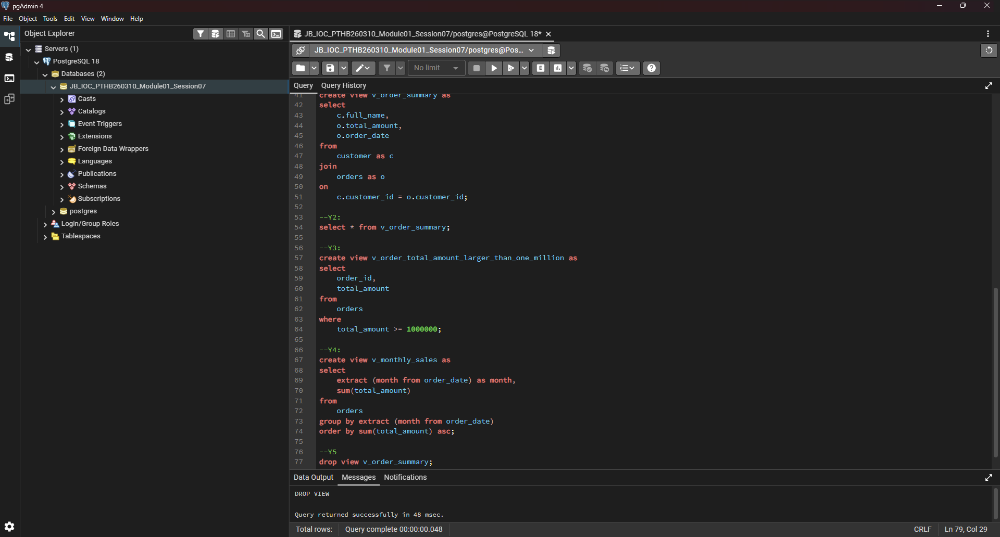 pgAdmin 4
File Object Tools Edit View Window Help
Object Explorer
Servers (1)
PostgreSQL 18
Databases (2)
JB_IOC_PTHB260310_Module01_Session07
Casts
Catalogs
Event Triggers
Extensions
Foreign Data Wrappers
Languages
Publications
Schemas
Subscriptions
postgres
Login/Group Roles
Tablespaces
JB_IOC_PTHB260310_Module01_Session07/postgres@PostgreSQL 18*
JB_IOC_PTHB260310_Module01_Session07/postgres@Pos...
No limit
E
Query Query History
41 create view v_order_summary as
42 select
43 c.full_name,
44 o.total_amount,
45 o.order_date
46 from
47 customer as c
48 join
49 orders as o
50 on
51 c.customer_id = o.customer_id;
52
53 --Y2:
54 select * from v_order_summary;
55
56 --Y3:
57 create view v_order_total_amount_larger_than_one_million as
58 select
59 order_id,
60 total_amount
61 from
62 orders
63 where
64 total_amount >= 1000000;
65
66 --Y4:
67 create view v_monthly_sales as
68 select
69 extract (month from order_date) as month,
70 sum(total_amount)
71 from
72 orders
73 group by extract (month from order_date)
74 order by sum(total_amount) asc;
75
76 --Y5
77 drop view v_order_summary;
Data Output Messages Notifications
DROP VIEW
Query returned successfully in 48 msec.
Total rows: Query complete 00:00:00.048 CRLF Ln 79, Col 29